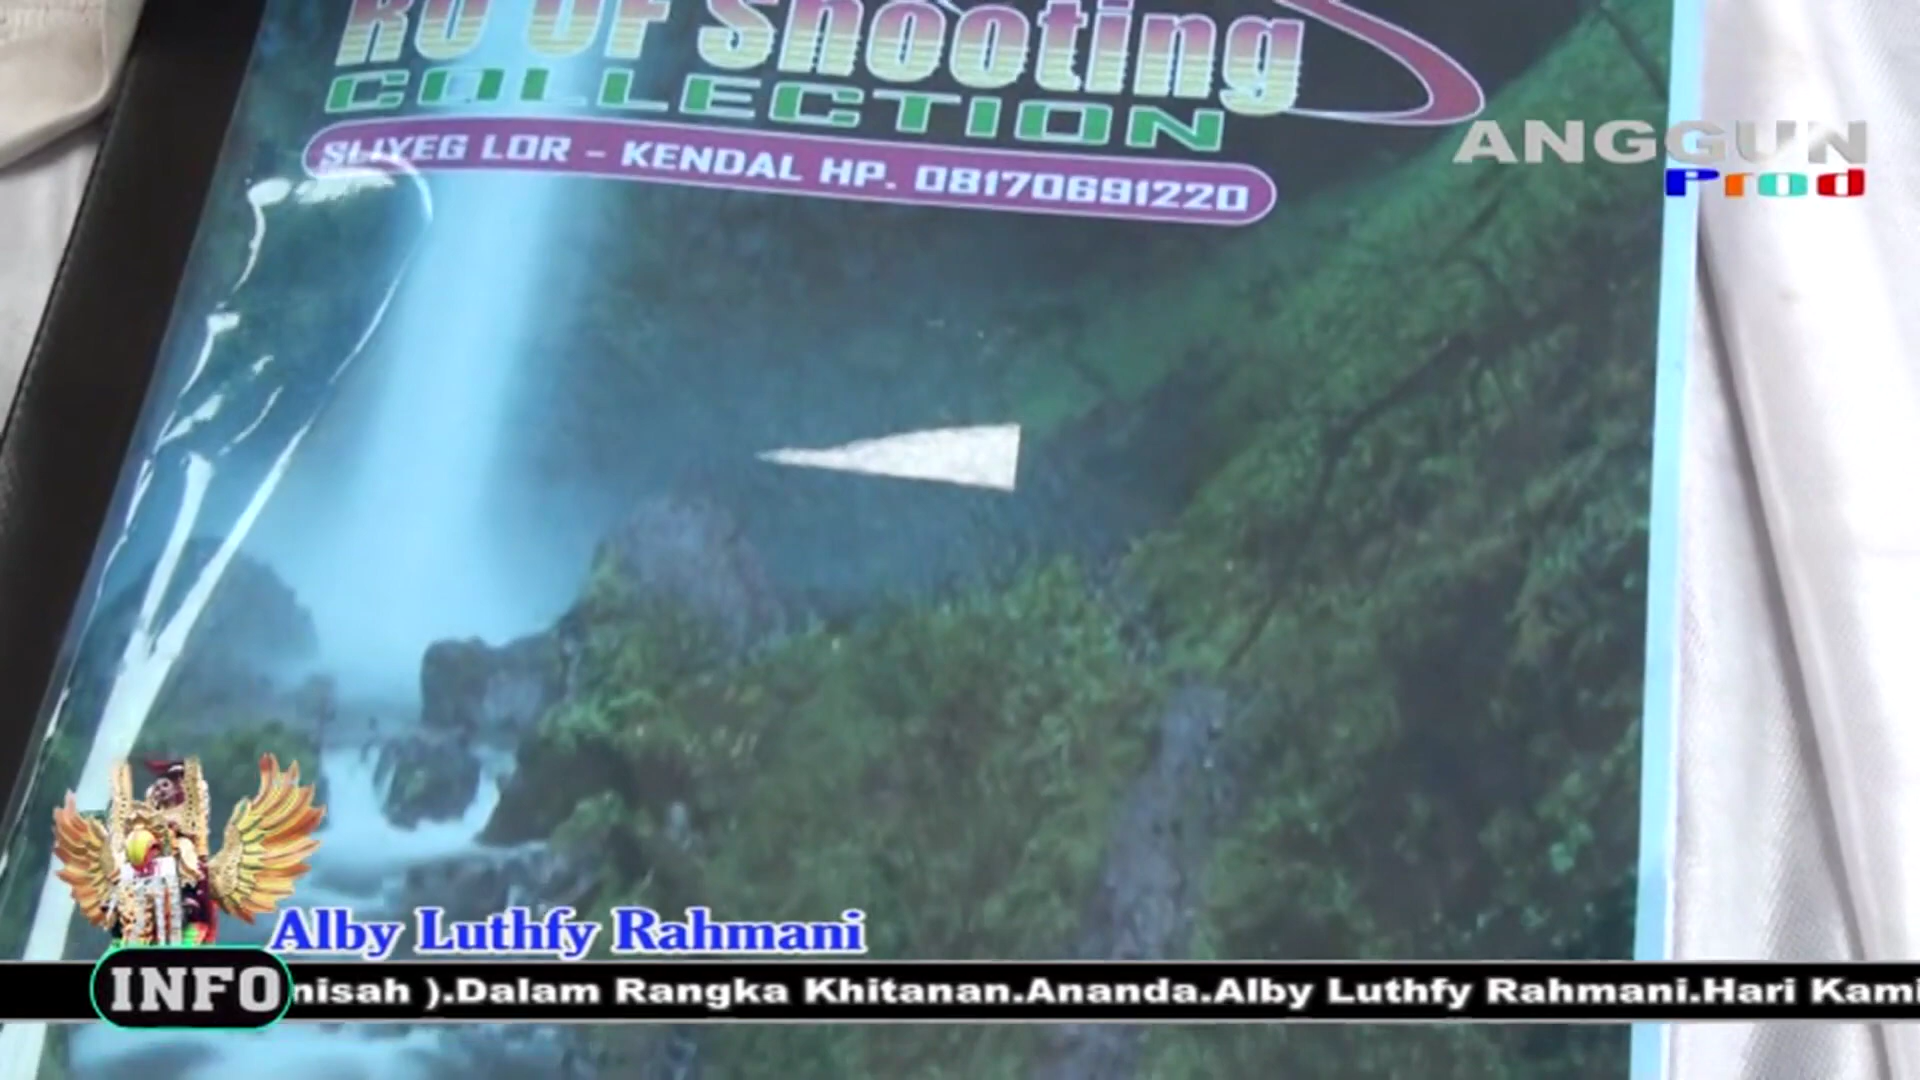 Of Shooting
COLLECTION
SLIYEG LOR - KENDAL HP. 08170691220
ANGGUN
Prod
Alby Luthfy Rahmani
INFO
nisah ).Dalam Rangka Khitanan.Ananda.Alby Luthfy Rahmani.Hari Kami